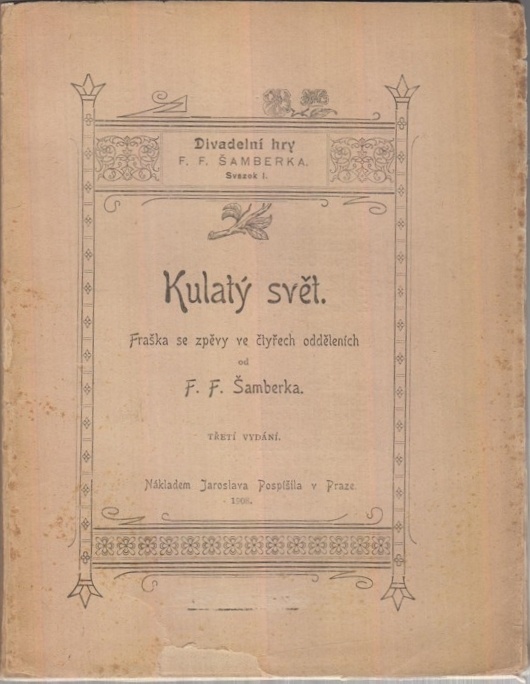 Divadelní hry
F. F. ŠAMBERKA.
Svazek I.
Kulatý svět.
Fraška se zpěvy ve čtyřech odděleních
od
F. F. Šamberka.
TŘETÍ VYDÁNÍ.
Nákladem Jaroslava Pospíšila v Praze.